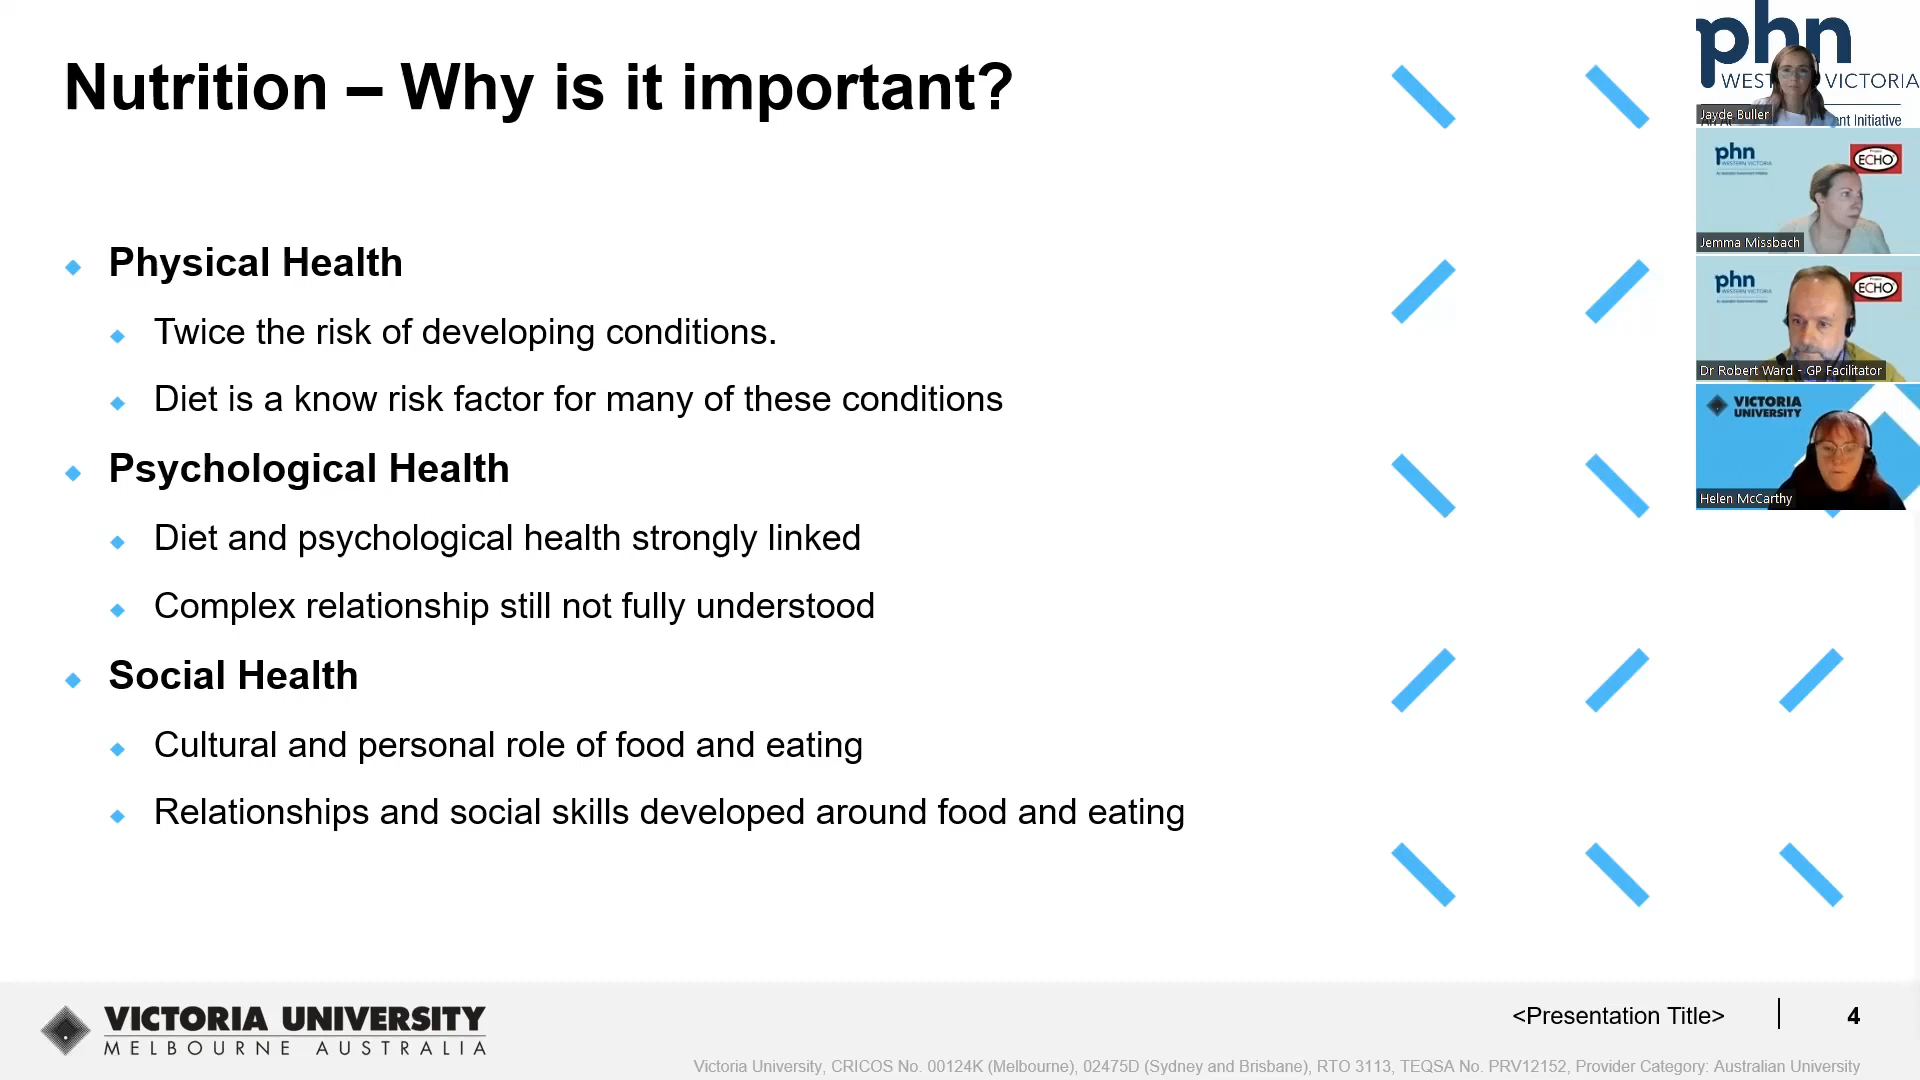 Nutrition – Why is it important?
Physical Health
Twice the risk of developing conditions.
Diet is a know risk factor for many of these conditions
Psychological Health
Diet and psychological health strongly linked
Complex relationship still not fully understood
Social Health
Cultural and personal role of food and eating
Relationships and social skills developed around food and eating
phn
WEST VICTORIA
ent Initiative
Jayde Buller
phn
WESTERN VICTORIA
ECHO
Jemma Missbach
phn
WESTERN VICTORIA
ECHO
Dr Robert Ward - GP Facilitator
VICTORIA
UNIVERSITY
Helen McCarthy
VICTORIA UNIVERSITY
MELBOURNE AUSTRALIA
<Presentation Title>
4
Victoria University, CRICOS No. 00124K (Melbourne), 02475D (Sydney and Brisbane), RTO 3113, TEQSA No. PRV12152, Provider Category: Australian University